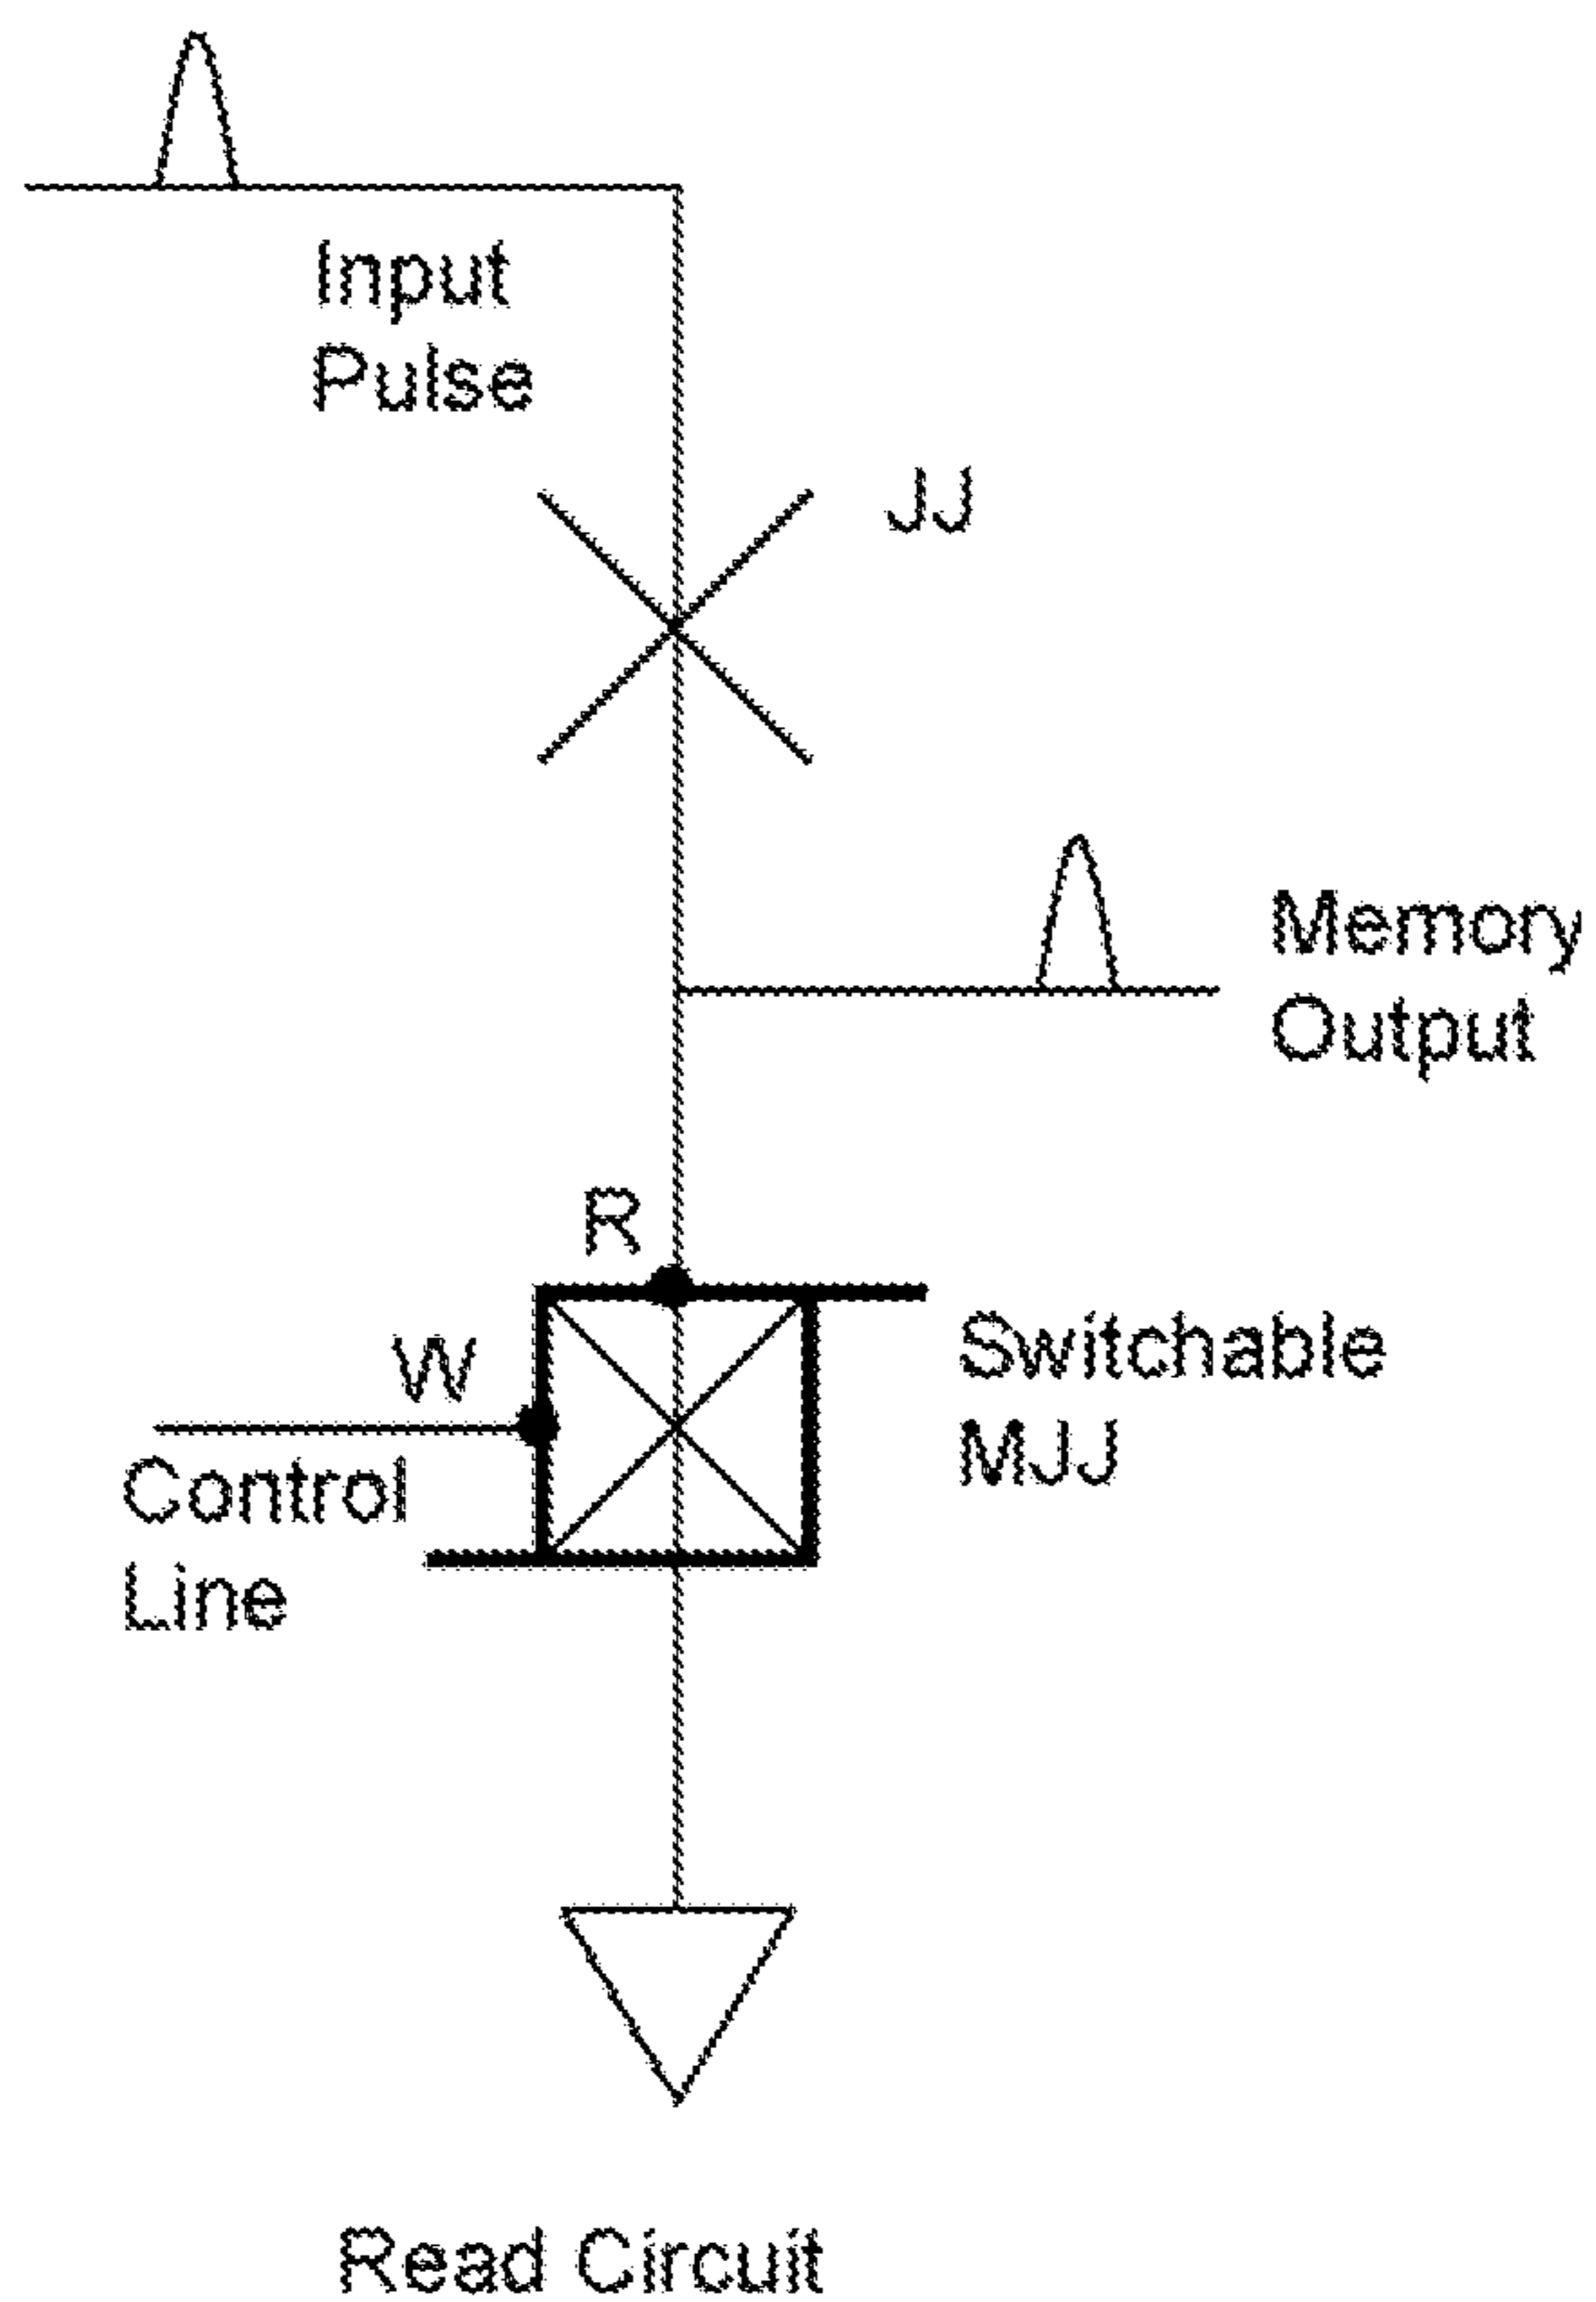 Input
Pulse
JJ
Memory
Output
R
W
Switchable
MJJ
Control
Line
Read Circuit